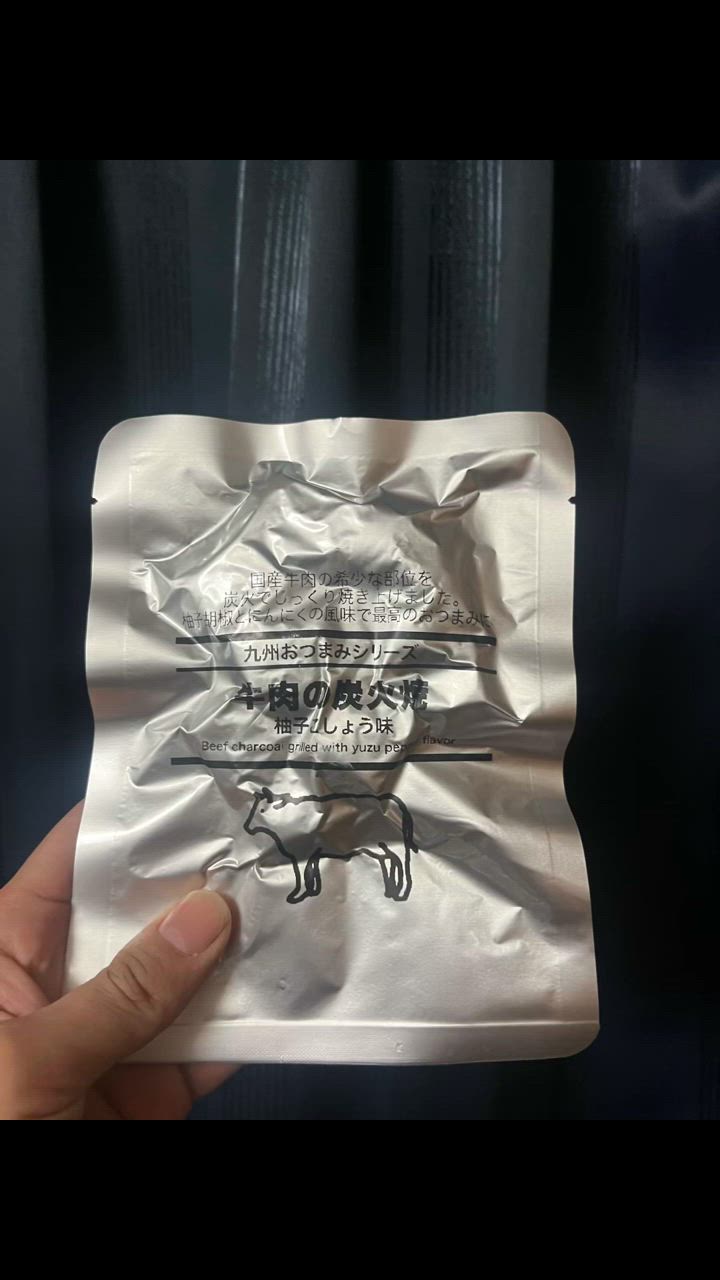 国産牛肉の希少な部位を
炭火でじっくり焼き上げました。
柚子胡椒とにんにくの風味で最高のおつまみに
九州おつまみシリーズ
牛肉の炭火焼
柚子こしょう味
Beef charcoal grilled with yuzu pepper flavor